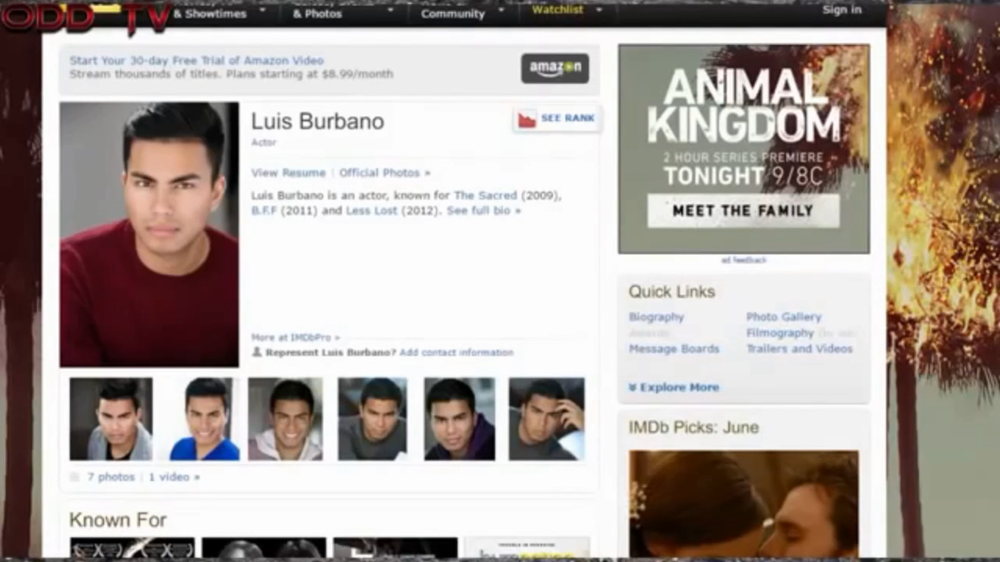 ODD TV
& Showtimes
& Photos
Community
Watchlist
Sign in
Start Your 30-day Free Trial of Amazon Video
Stream thousands of titles. Plans starting at $8.99/month
amazon
Luis Burbano
SEE RANK
Actor
View Resume | Official Photos »
Luis Burbano is an actor, known for The Sacred (2009),
B.F.F (2011) and Less Lost (2012). See full bio »
More at IMDbPro »
Represent Luis Burbano? Add contact information
7 photos | 1 video »
Known For
ANIMAL
KINGDOM
2 HOUR SERIES PREMIERE
TONIGHT 9/8C
MEET THE FAMILY
ad feedback
Quick Links
Biography
Photo Gallery
Awards
Filmography
Message Boards
Trailers and Videos
Explore More
IMDb Picks: June